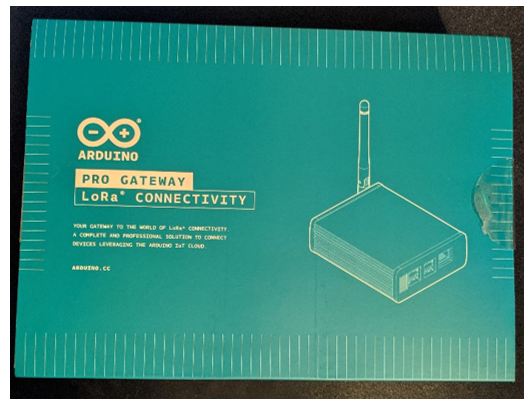 ARDUINO
PRO GATEWAY
LoRa® CONNECTIVITY
YOUR GATEWAY TO THE WORLD OF LoRa® CONNECTIVITY.
A COMPLETE AND PROFESSIONAL SOLUTION TO CONNECT
DEVICES LEVERAGING THE ARDUINO IoT CLOUD.
ARDUINO.CC